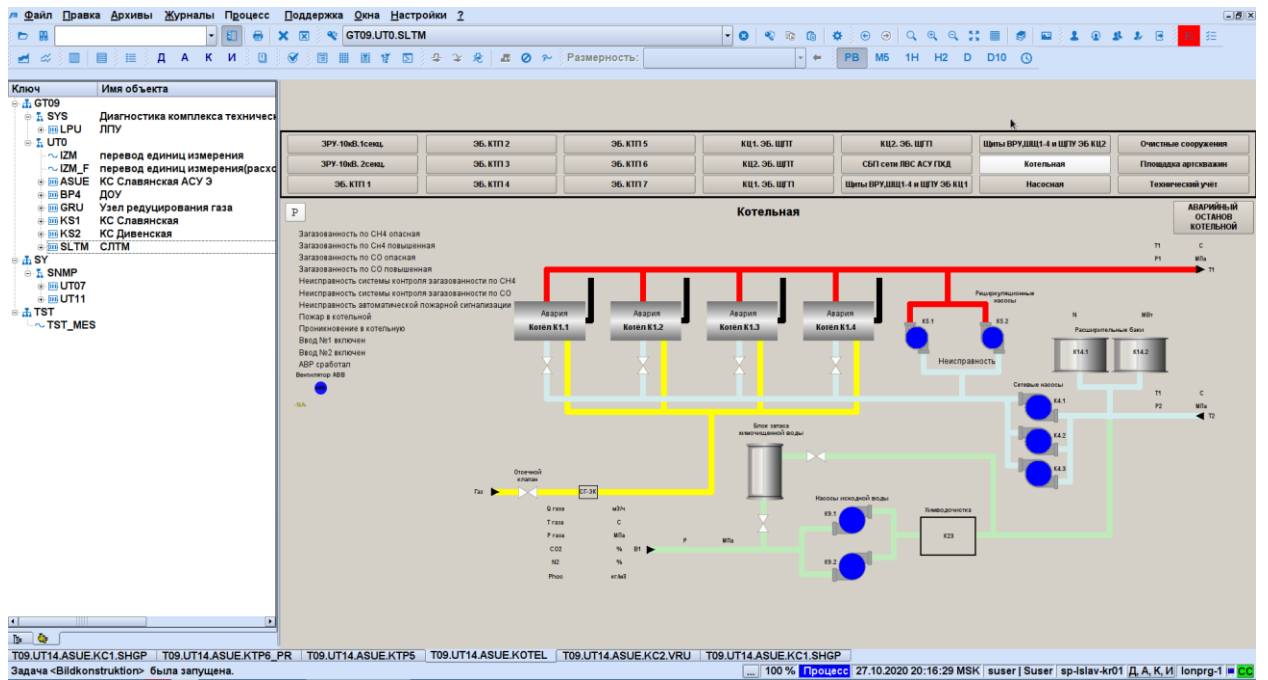 Файл Правка Архивы Журналы Процесс Поддержка Окна Настройки ?
GT09.UT0.SLTM
Д А К И Размерность: PB M5 1H H2 D D10
Ключ Имя объекта
GT09
SYS Диагностика комплекса техническ
LPU ЛПУ
UT0
IZM перевод единиц измерения
IZM_F перевод единиц измерения(расхо
ASUE КС Славянская АСУ Э
BP4 ДОУ
GRU Узел редуцирования газа
KS1 КС Славянская
KS2 КС Дивенская
SLTM СЛТМ
SY
SNMP
UT07
UT11
TST
TST_MES
ЗРУ-10кВ.1секц. ЭБ. КТП 2 ЭБ. КТП 5 КЦ1. ЭБ. ЩПТ КЦ2. ЭБ. ЩГП Щиты ВРУ,ШЩ1-4 и ЩПУ ЭБ КЦ2 Очистные сооружения
ЗРУ-10кВ. 2секц. ЭБ. КТП 3 ЭБ. КТП 6 КЦ2. ЭБ. ЩПТ СБП сети ЛВС АСУ ПХД Котельная Площадка артскважин
ЭБ. КТП 1 ЭБ. КТП 4 ЭБ. КТП 7 КЦ1. ЭБ. ЩГП Щиты ВРУ,ШЩ1-4 и ЩПУ ЭБ КЦ1 Насосная Технический учёт
P Котельная АВАРИЙНЫЙ
ОСТАНОВ
КОТЕЛЬНОЙ
Загазованность по СН4 опасная
Загазованность по Сн4 повышенная
Загазованность по СО опасная
Загазованность по СО повышенная
Неисправность системы контроля загазованности по СН4
Неисправность системы контроля загазованности по СО
Неисправность автоматической пожарной сигнализации
Пожар в котельной
Проникновение в котельную
Ввод №1 включен
Ввод №2 включен
АВР сработал
Вентилятор АВВ
T1 C
P1 МПа
T1
Авария Авария Авария Авария
Котёл К1.1 Котёл К1.2 Котёл К1.3 Котёл К1.4
Рециркуляционные
насосы
К5.1 К5.2
Неисправность
N МВт
Расширительные баки
К14.1 К14.2
Сетевые насосы
К4.1
К4.2
К4.3
T1 C
P2 МПа
T2
Блок запаса
химочищенной воды
Отсечной
клапан
Газ СГ-ЭК
Q газа м3/ч
T газа C
P газа МПа
CO2 %
N2 %
Phoc кг/м3
B1 P МПа
Насосы исходной воды
К9.1
К9.2
Химводочистка
К23
T09.UT14.ASUE.KC1.SHGP T09.UT14.ASUE.KTP6_PR T09.UT14.ASUE.KTP5 T09.UT14.ASUE.KOTEL T09.UT14.ASUE.KC2.VRU T09.UT14.ASUE.KC1.SHGP
Задача <Bildkonstruktion> была запущена. ... 100 % Процесс 27.10.2020 20:16:29 MSK suser | Suser sp-lslav-kr01 Д, А, К, И lonprg-1 CC